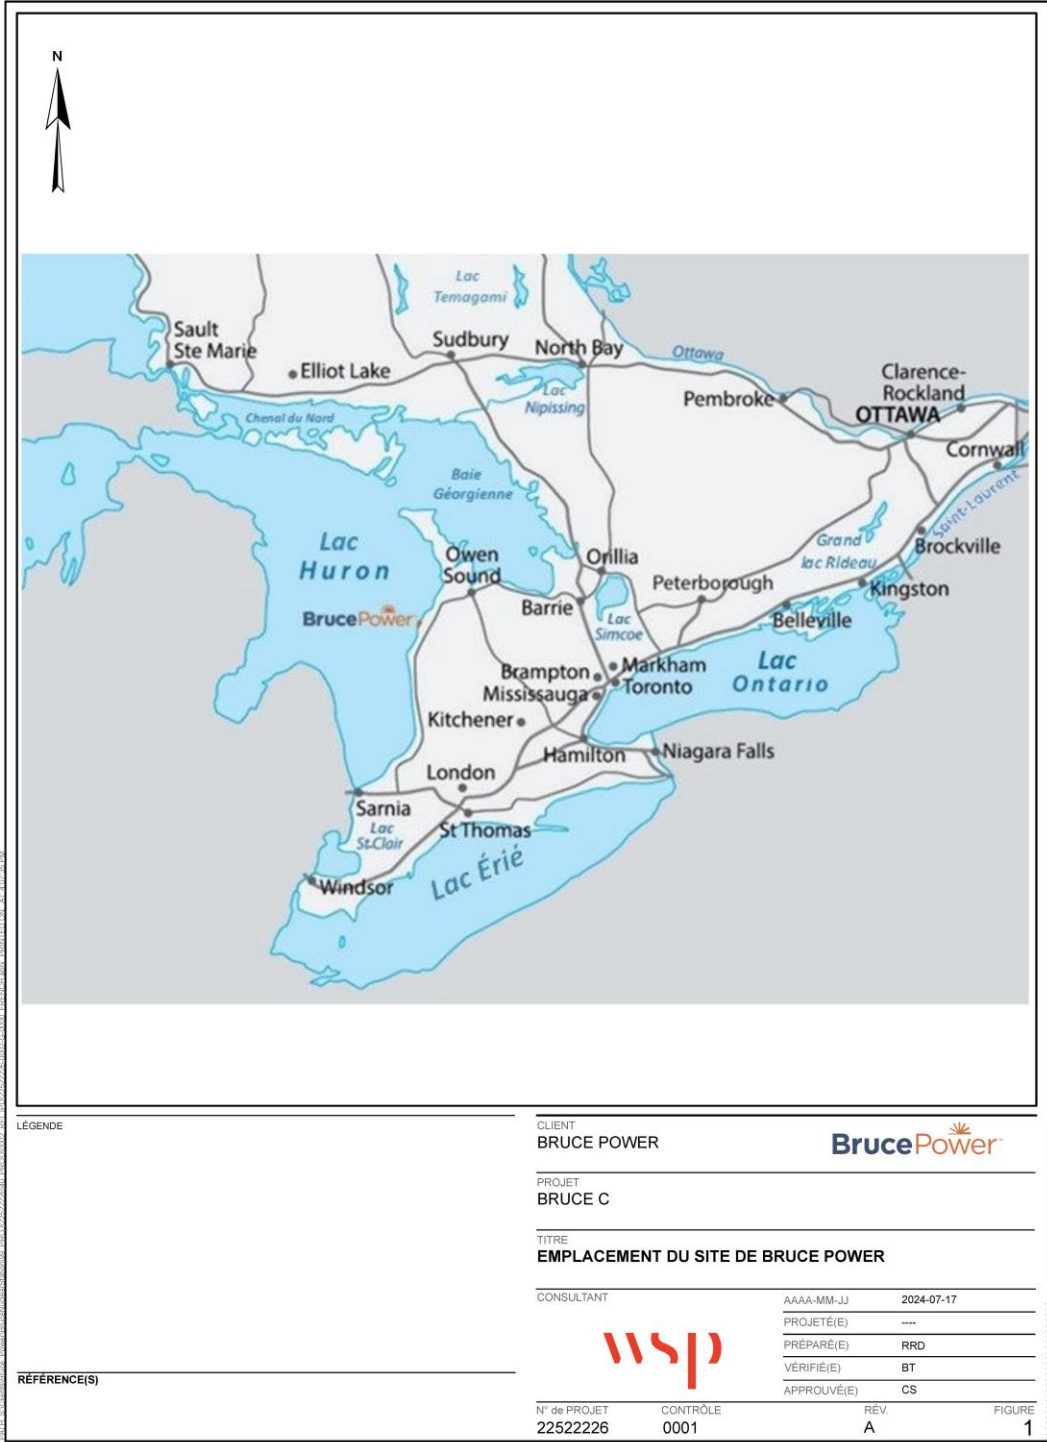 N
Lac
Temagami
Sault
Ste Marie
Sudbury
North Bay
Ottawa
Elliot Lake
Clarence-
Rockland
Lac
Nipissing
Pembroke
OTTAWA
Chenal du Nord
Cornwall
Baie
Géorgienne
Saint-Laurent
Lac
Huron
Owen
Sound
Orillia
Grand
lac Rideau
Brockville
Peterborough
Kingston
Barrie
BrucePower
Lac
Simcoe
Belleville
Brampton
Markham
Lac
Ontario
Mississauga
Toronto
Kitchener
Hamilton
Niagara Falls
London
Sarnia
Lac
St-Clair
St Thomas
Lac Érié
Windsor
LÉGENDE
RÉFÉRENCE(S)
CLIENT
BRUCE POWER
BrucePower
PROJET
BRUCE C
TITRE
EMPLACEMENT DU SITE DE BRUCE POWER
CONSULTANT
wsp
AAAA-MM-JJ 2024-07-17
PROJETÉ(E) ----
PRÉPARÉ(E) RRD
VÉRIFIÉ(E) BT
APPROUVÉ(E) CS
N° de PROJET CONTRÔLE RÉV. FIGURE
22522226 0001 A 1